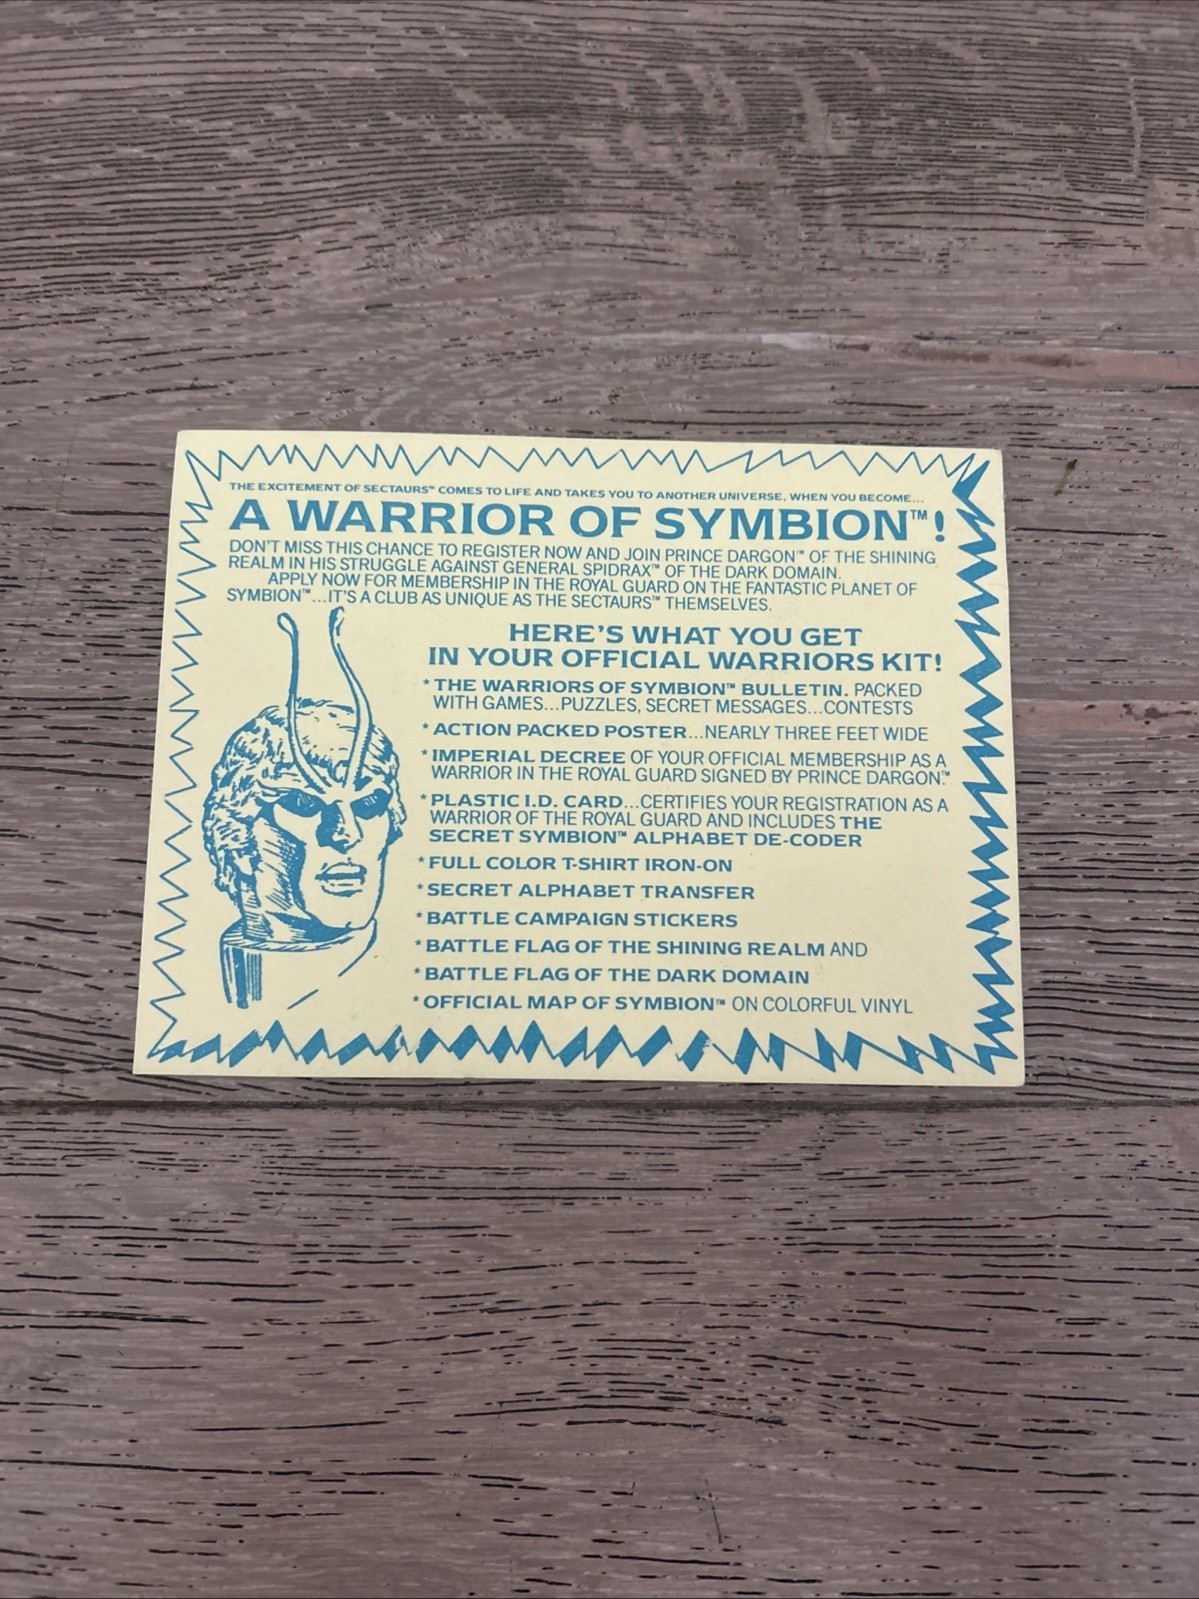 THE EXCITEMENT OF SECTAURS™ COMES TO LIFE AND TAKES YOU TO ANOTHER UNIVERSE, WHEN YOU BECOME...
A WARRIOR OF SYMBION™!
DON'T MISS THIS CHANCE TO REGISTER NOW AND JOIN PRINCE DARGON™ OF THE SHINING
REALM IN HIS STRUGGLE AGAINST GENERAL SPIDRAX™ OF THE DARK DOMAIN.
APPLY NOW FOR MEMBERSHIP IN THE ROYAL GUARD ON THE FANTASTIC PLANET OF
SYMBION™...IT'S A CLUB AS UNIQUE AS THE SECTAURS™ THEMSELVES.
HERE'S WHAT YOU GET
IN YOUR OFFICIAL WARRIORS KIT!
*THE WARRIORS OF SYMBION™ BULLETIN. PACKED
WITH GAMES...PUZZLES, SECRET MESSAGES...CONTESTS
*ACTION PACKED POSTER...NEARLY THREE FEET WIDE
*IMPERIAL DECREE OF YOUR OFFICIAL MEMBERSHIP AS A
WARRIOR IN THE ROYAL GUARD SIGNED BY PRINCE DARGON.™
*PLASTIC I.D. CARD...CERTIFIES YOUR REGISTRATION AS A
WARRIOR OF THE ROYAL GUARD AND INCLUDES THE
SECRET SYMBION™ ALPHABET DE-CODER
*FULL COLOR T-SHIRT IRON-ON
*SECRET ALPHABET TRANSFER
*BATTLE CAMPAIGN STICKERS
*BATTLE FLAG OF THE SHINING REALM AND
*BATTLE FLAG OF THE DARK DOMAIN
*OFFICIAL MAP OF SYMBION™ ON COLORFUL VINYL